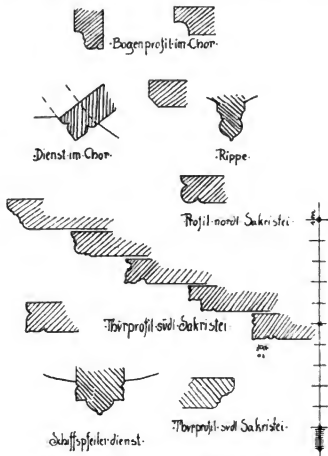 Bogenprofil·im·Chor·
·Dienst·im·Chor·
·Rippe·
Profil·nördl·Sakristei·
·Thürprofil·südl·Sakristei·
·Schiffspfeilerdienst·
Thürprofil·südl·Sakristei·